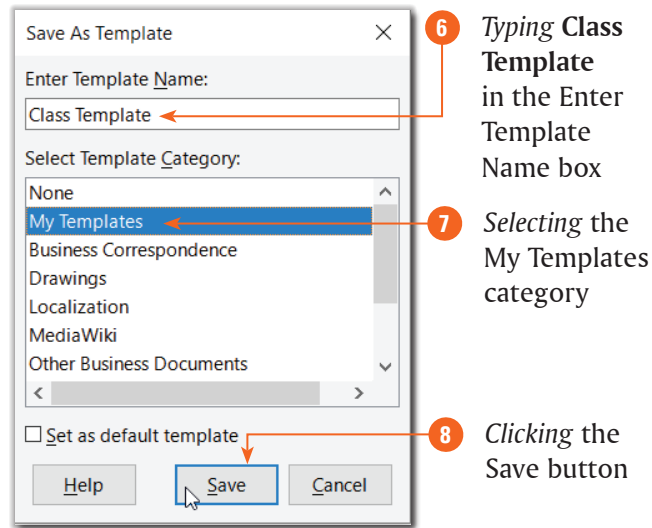 Save As Template
Enter Template Name:
Class Template
Select Template Category:
None
My Templates
Business Correspondence
Drawings
Localization
MediaWiki
Other Business Documents
Set as default template
Help Save Cancel
6 Typing Class
Template
in the Enter
Template
Name box
7 Selecting the
My Templates
category
8 Clicking the
Save button